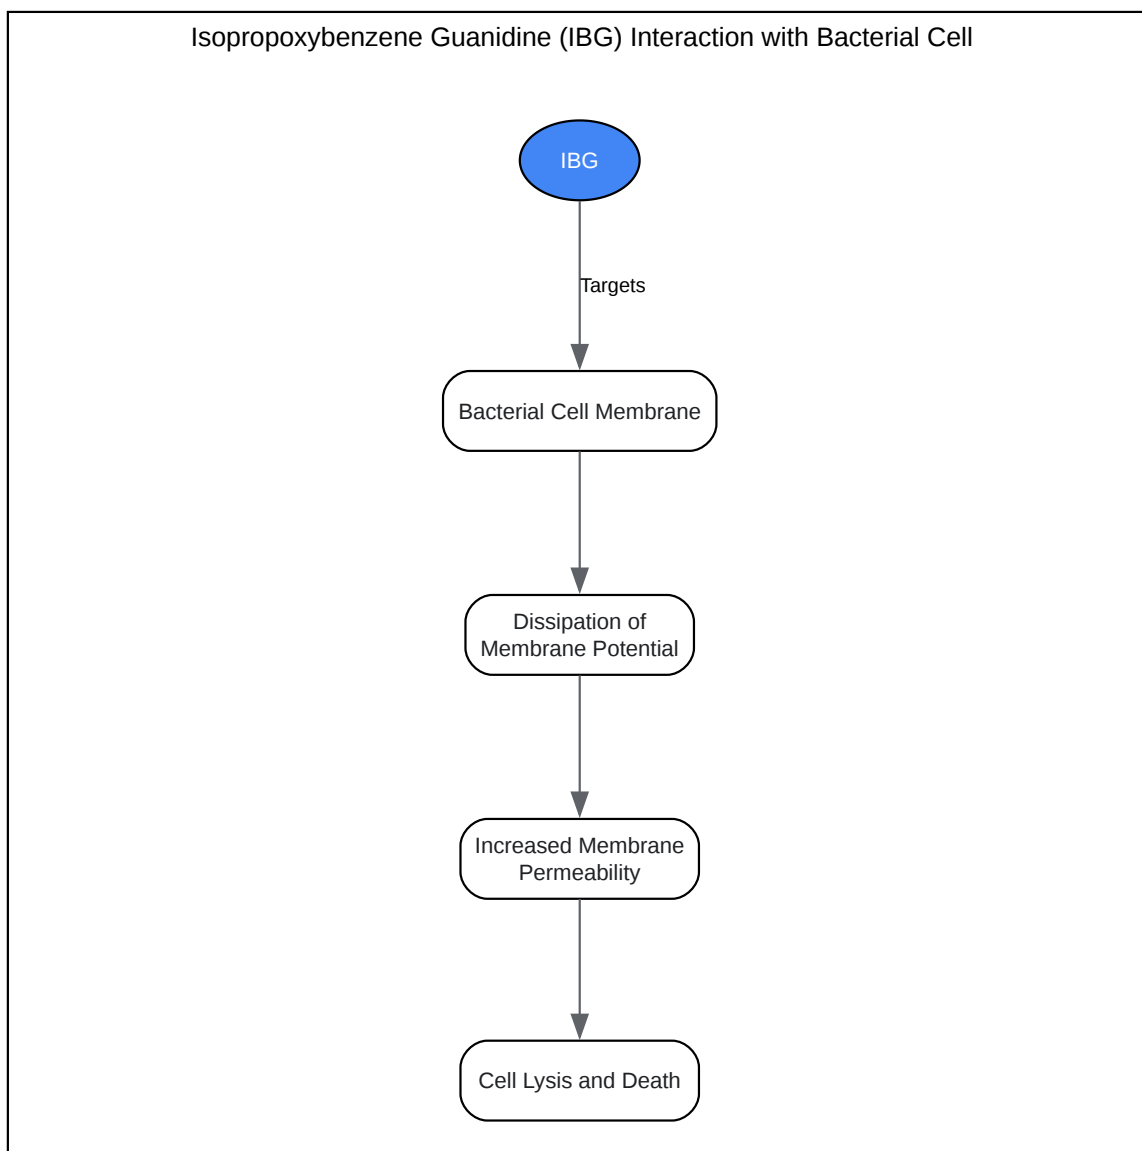 Isopropoxybenzene Guanidine (IBG) Interaction with Bacterial Cell
IBG
Targets
Bacterial Cell Membrane
Dissipation of
Membrane Potential
Increased Membrane
Permeability
Cell Lysis and Death